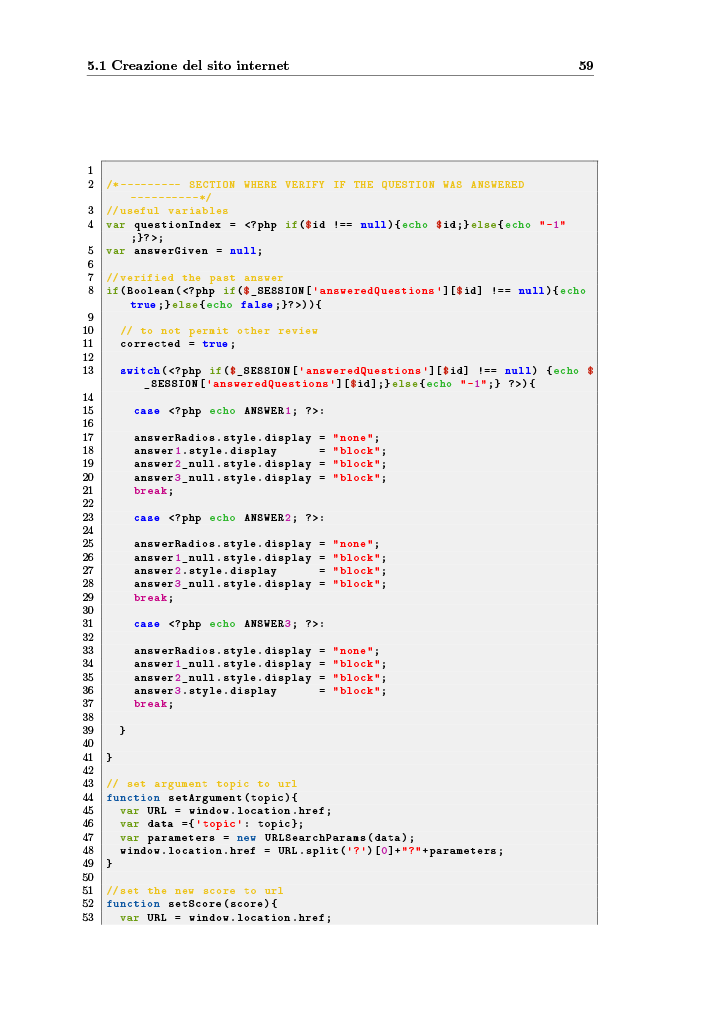 5.1 Creazione del sito internet 59
1
2 /*--------- SECTION WHERE VERIFY IF THE QUESTION WAS ANSWERED
----------*/
3 //useful variables
4 var questionIndex = <?php if($id !== null){echo $id;}else{echo "-1"
;}?>;
5 var answerGiven = null;
6
7 //verified the past answer
8 if(Boolean(<?php if($_SESSION['answeredQuestions'][$id] !== null){echo
true;}else{echo false;}?>)){
9
10 // to not permit other review
11 corrected = true;
12
13 switch(<?php if($_SESSION['answeredQuestions'][$id] !== null) {echo $
_SESSION['answeredQuestions'][$id];}else{echo "-1";} ?>){
14
15 case <?php echo ANSWER1; ?>:
16
17 answerRadios.style.display = "none";
18 answer1.style.display = "block";
19 answer2_null.style.display = "block";
20 answer3_null.style.display = "block";
21 break;
22
23 case <?php echo ANSWER2; ?>:
24
25 answerRadios.style.display = "none";
26 answer1_null.style.display = "block";
27 answer2.style.display = "block";
28 answer3_null.style.display = "block";
29 break;
30
31 case <?php echo ANSWER3; ?>:
32
33 answerRadios.style.display = "none";
34 answer1_null.style.display = "block";
35 answer2_null.style.display = "block";
36 answer3.style.display = "block";
37 break;
38
39 }
40
41 }
42
43 // set argument topic to url
44 function setArgument(topic){
45 var URL = window.location.href;
46 var data ={'topic': topic};
47 var parameters = new URLSearchParams(data);
48 window.location.href = URL.split('?')[0]+"?"+parameters;
49 }
50
51 //set the new score to url
52 function setScore(score){
53 var URL = window.location.href;